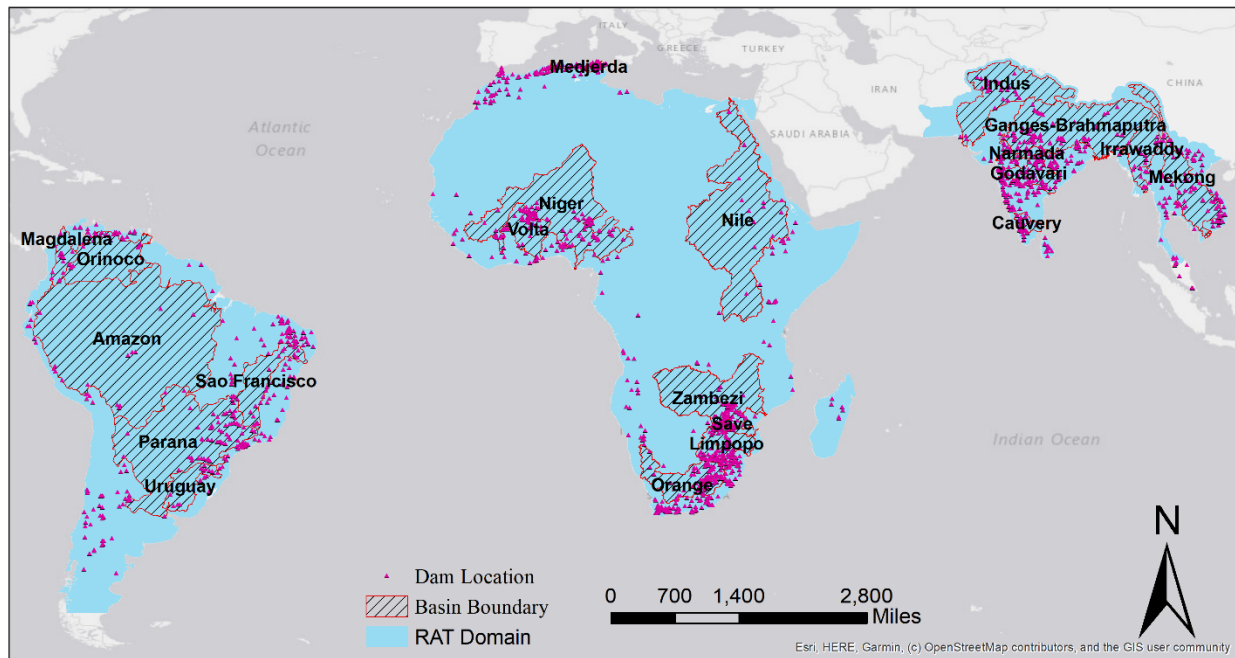 ITALY
GREECE
TURKEY
CHINA
IRAN
SAUDI ARABIA
Atlantic
Ocean
Indian Ocean
Medjerda
Indus
Ganges-Brahmaputra
Narmada
Irrawaddy
Godavari
Mekong
Cauvery
Niger
Volta
Nile
Magdalena
Orinoco
Amazon
Sao Francisco
Parana
Uruguay
Zambezi
Save
Limpopo
Orange
N
Dam Location
Basin Boundary
RAT Domain
0 700 1,400 2,800
Miles
Esri, HERE, Garmin, (c) OpenStreetMap contributors, and the GIS user community